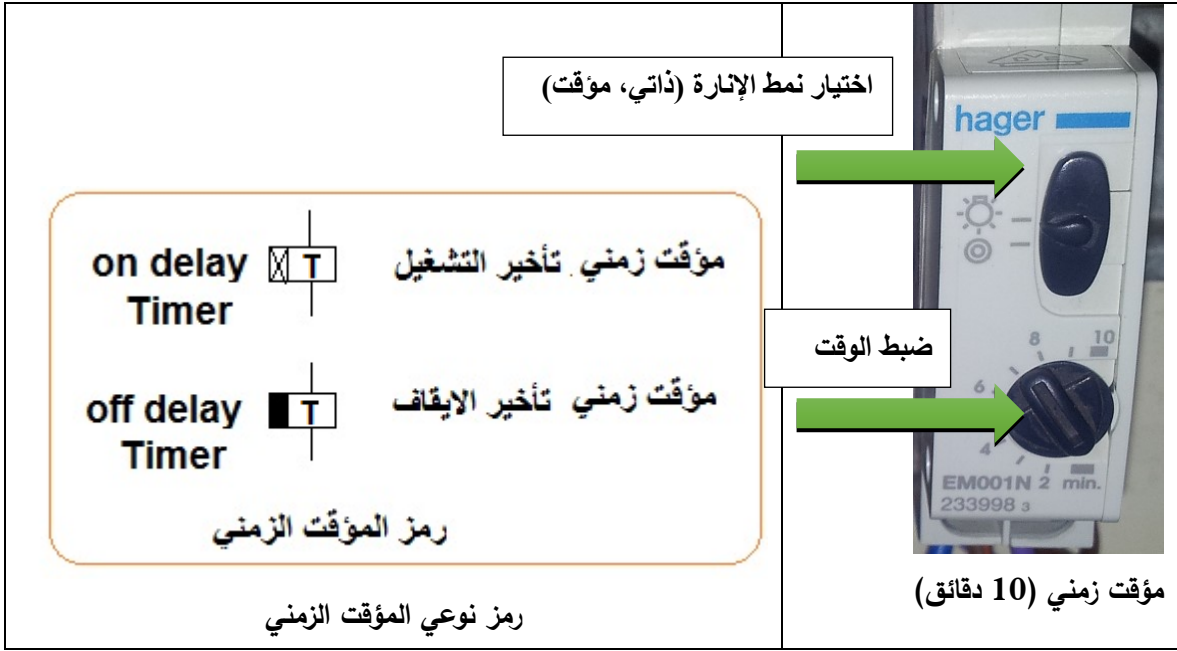 اختيار نمط الإنارة (ذاتي، مؤقت)
hager
on delay
Timer
T
مؤقت زمني تأخير التشغيل
off delay
Timer
T
مؤقت زمني تأخير الايقاف
رمز المؤقت الزمني
رمز نوعي المؤقت الزمني
ضبط الوقت
8
10
6
4
EM001N 2 min.
233998 3
مؤقت زمني (10 دقائق)